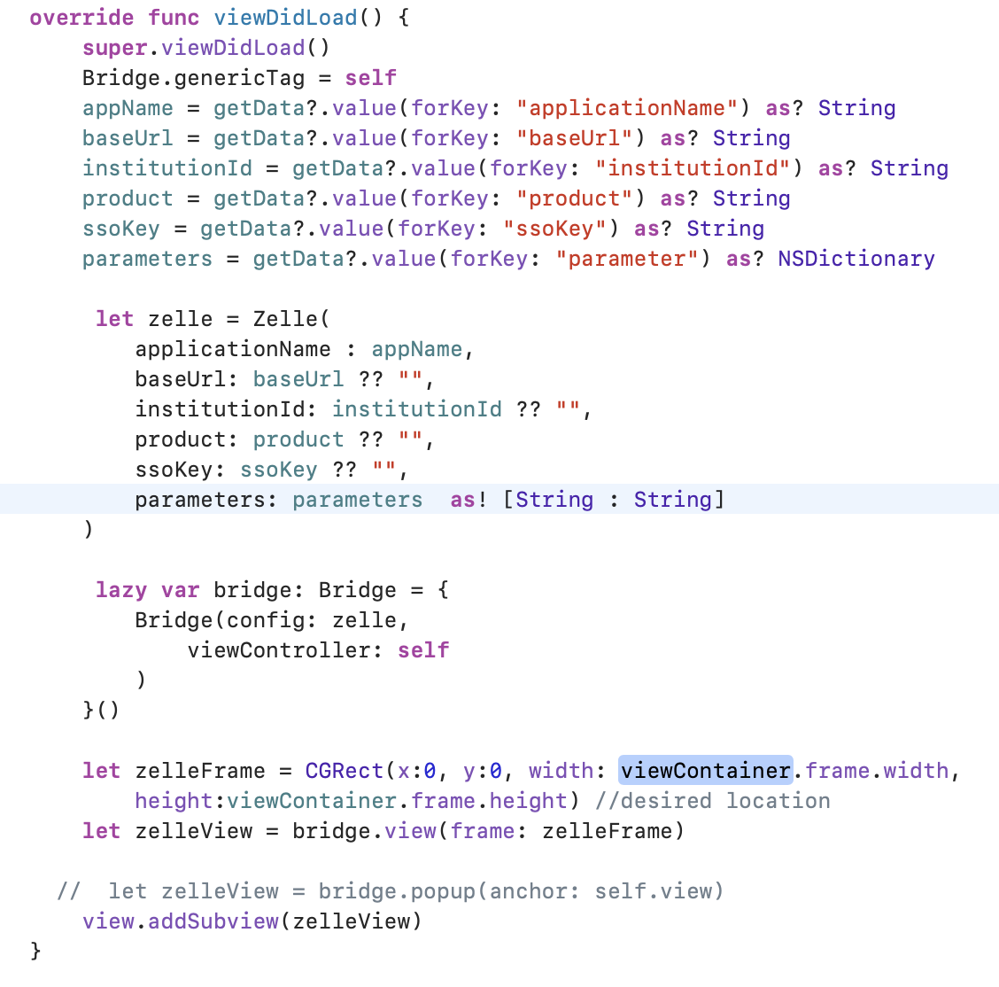 override func viewDidLoad() {
    super.viewDidLoad()
    Bridge.genericTag = self
    appName = getData?.value(forKey: "applicationName") as? String
    baseUrl = getData?.value(forKey: "baseUrl") as? String
    institutionId = getData?.value(forKey: "institutionId") as? String
    product = getData?.value(forKey: "product") as? String
    ssoKey = getData?.value(forKey: "ssoKey") as? String
    parameters = getData?.value(forKey: "parameter") as? NSDictionary

     let zelle = Zelle(
        applicationName : appName,
        baseUrl: baseUrl ?? "",
        institutionId: institutionId ?? "",
        product: product ?? "",
        ssoKey: ssoKey ?? "",
        parameters: parameters  as! [String : String]
    )

     lazy var bridge: Bridge = {
        Bridge(config: zelle,
            viewController: self
        )
    }()

    let zelleFrame = CGRect(x:0, y:0, width: viewContainer.frame.width,
        height:viewContainer.frame.height) //desired location
    let zelleView = bridge.view(frame: zelleFrame)

  //  let zelleView = bridge.popup(anchor: self.view)
    view.addSubview(zelleView)
}